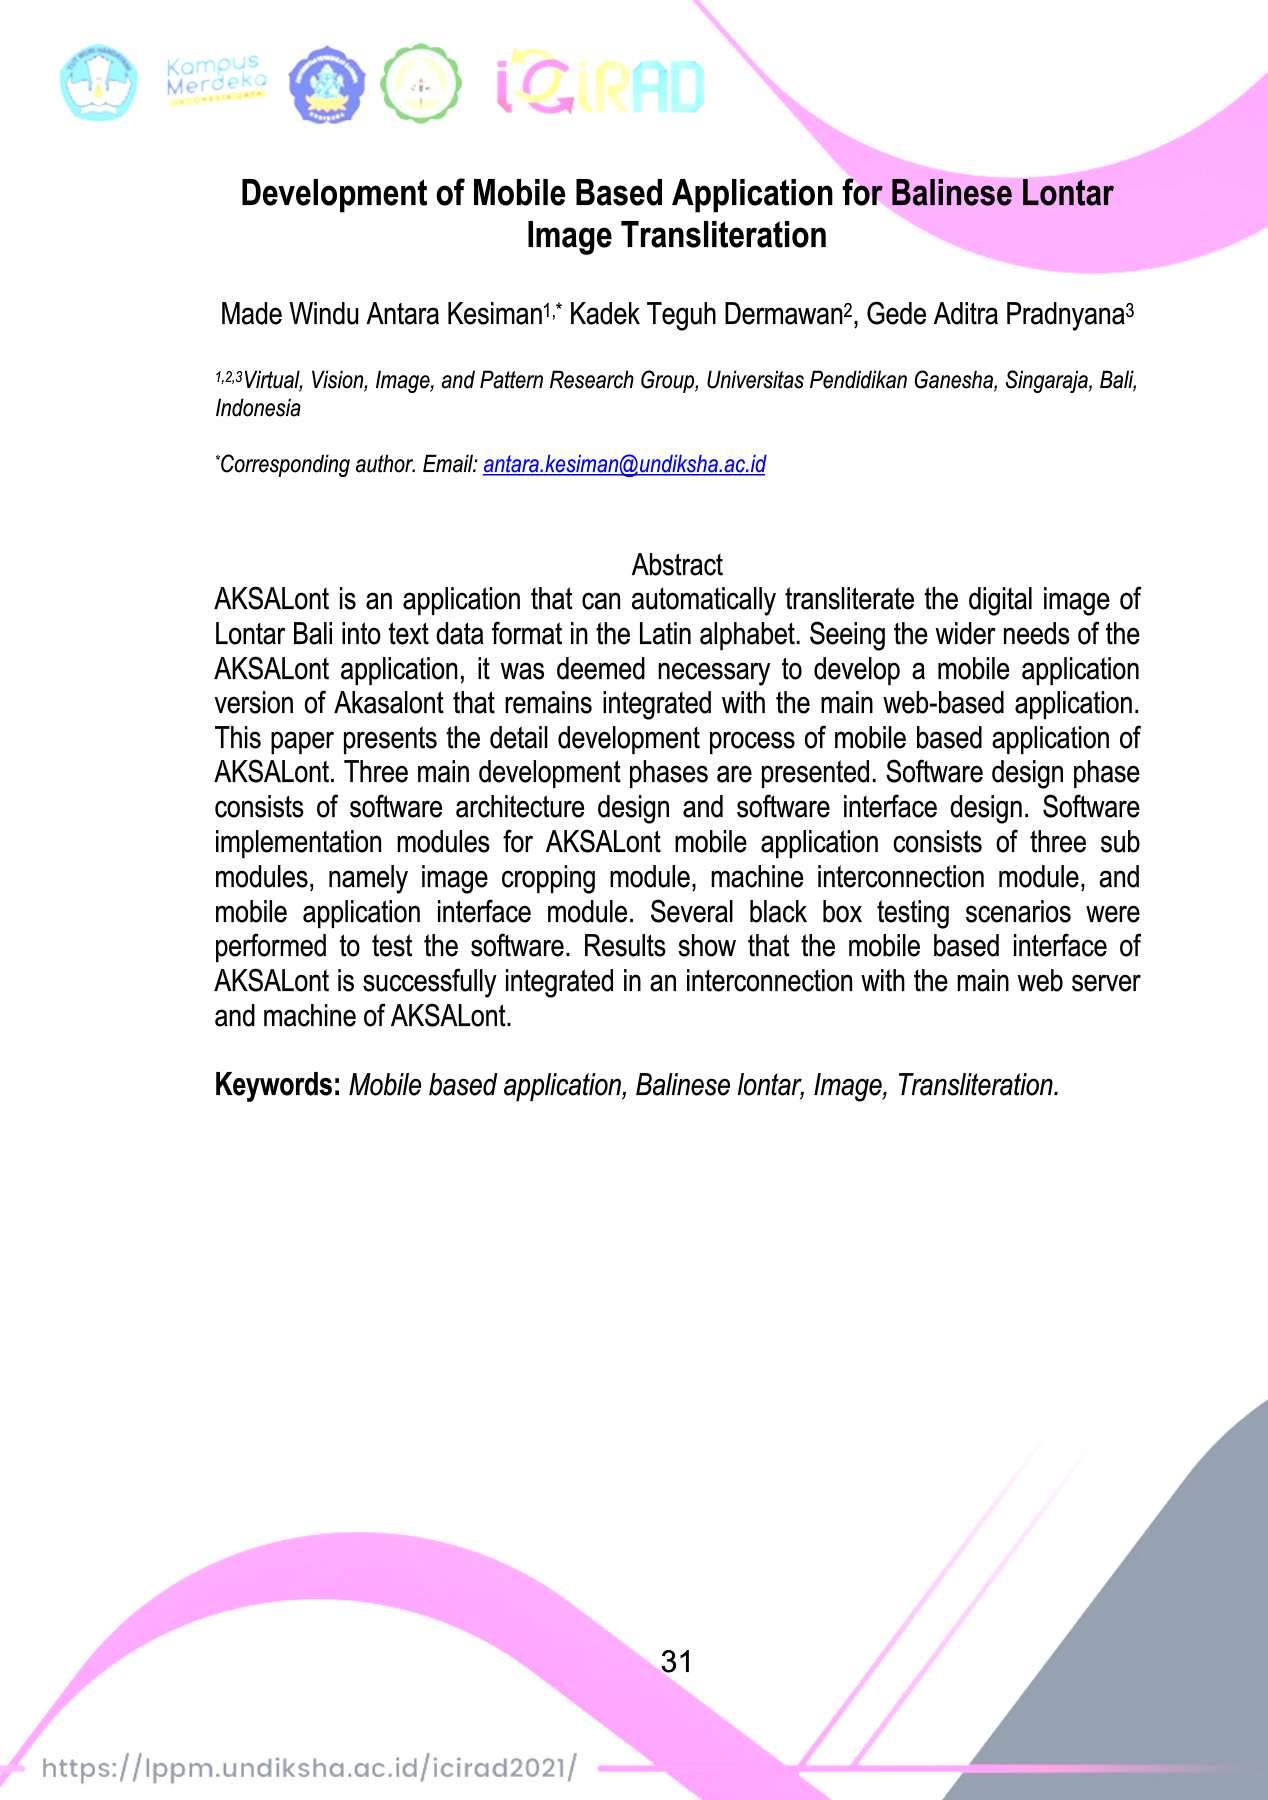 TUT WURI HANDAYANI
Kampus
Merdeka
INDONESIA JAYA
iCiRAD
Development of Mobile Based Application for Balinese Lontar
Image Transliteration
Made Windu Antara Kesiman1,* Kadek Teguh Dermawan2, Gede Aditra Pradnyana3
1,2,3Virtual, Vision, Image, and Pattern Research Group, Universitas Pendidikan Ganesha, Singaraja, Bali,
Indonesia
*Corresponding author. Email: antara.kesiman@undiksha.ac.id
Abstract
AKSALont is an application that can automatically transliterate the digital image of
Lontar Bali into text data format in the Latin alphabet. Seeing the wider needs of the
AKSALont application, it was deemed necessary to develop a mobile application
version of Akasalont that remains integrated with the main web-based application.
This paper presents the detail development process of mobile based application of
AKSALont. Three main development phases are presented. Software design phase
consists of software architecture design and software interface design. Software
implementation modules for AKSALont mobile application consists of three sub
modules, namely image cropping module, machine interconnection module, and
mobile application interface module. Several black box testing scenarios were
performed to test the software. Results show that the mobile based interface of
AKSALont is successfully integrated in an interconnection with the main web server
and machine of AKSALont.
Keywords: Mobile based application, Balinese lontar, Image, Transliteration.
31
https://lppm.undiksha.ac.id/icirad2021/